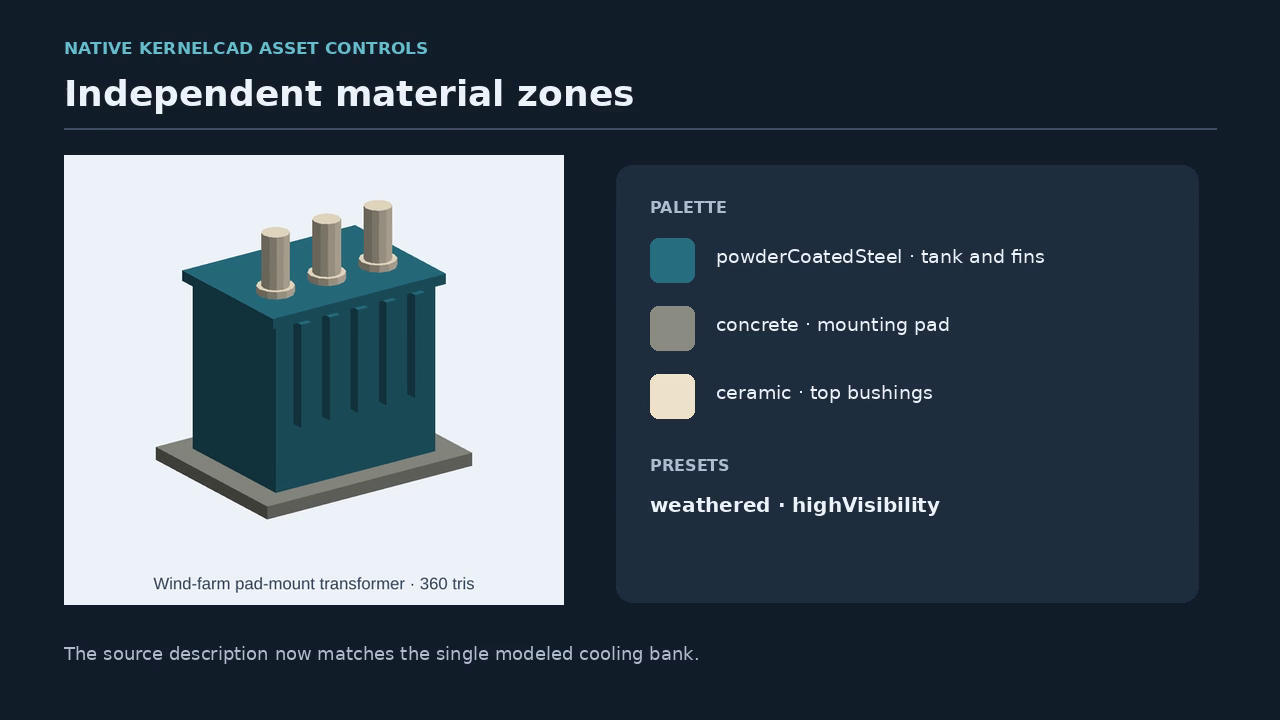 NATIVE KERNELCAD ASSET CONTROLS
Independent material zones
PALETTE
powderCoatedSteel · tank and fins
concrete · mounting pad
ceramic · top bushings
PRESETS
weathered · highVisibility
Wind-farm pad-mount transformer · 360 tris
The source description now matches the single modeled cooling bank.